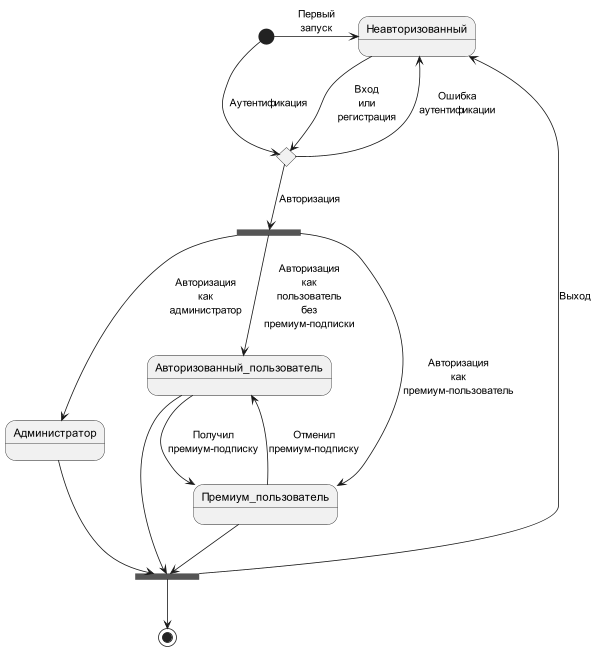 Первый
запуск
Неавторизованный
Аутентификация
Вход
или
регистрация
Ошибка
аутентификации
Авторизация
Авторизация
как
администратор
Авторизация
как
пользователь
без
премиум-подписки
Выход
Авторизация
как
премиум-пользователь
Авторизованный_пользователь
Администратор
Получил
премиум-подписку
Отменил
премиум-подписку
Премиум_пользователь